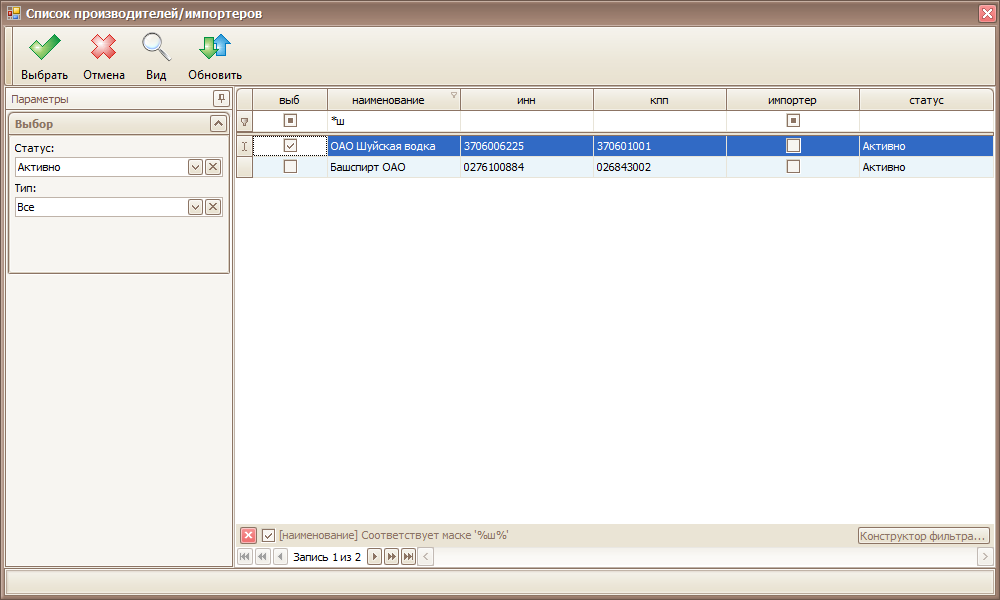 Список производителей/импортеров
Выбрать Отмена Вид Обновить
Параметры
Выбор
Статус:
Активно
Тип:
Все
выб наименование инн кпп импортер статус
*ш
ОАО Шуйская водка 3706006225 370601001 Активно
Башспирт ОАО 0276100884 026843002 Активно
[наименование] Соответствует маске '%ш%'
Конструктор фильтра...
Запись 1 из 2